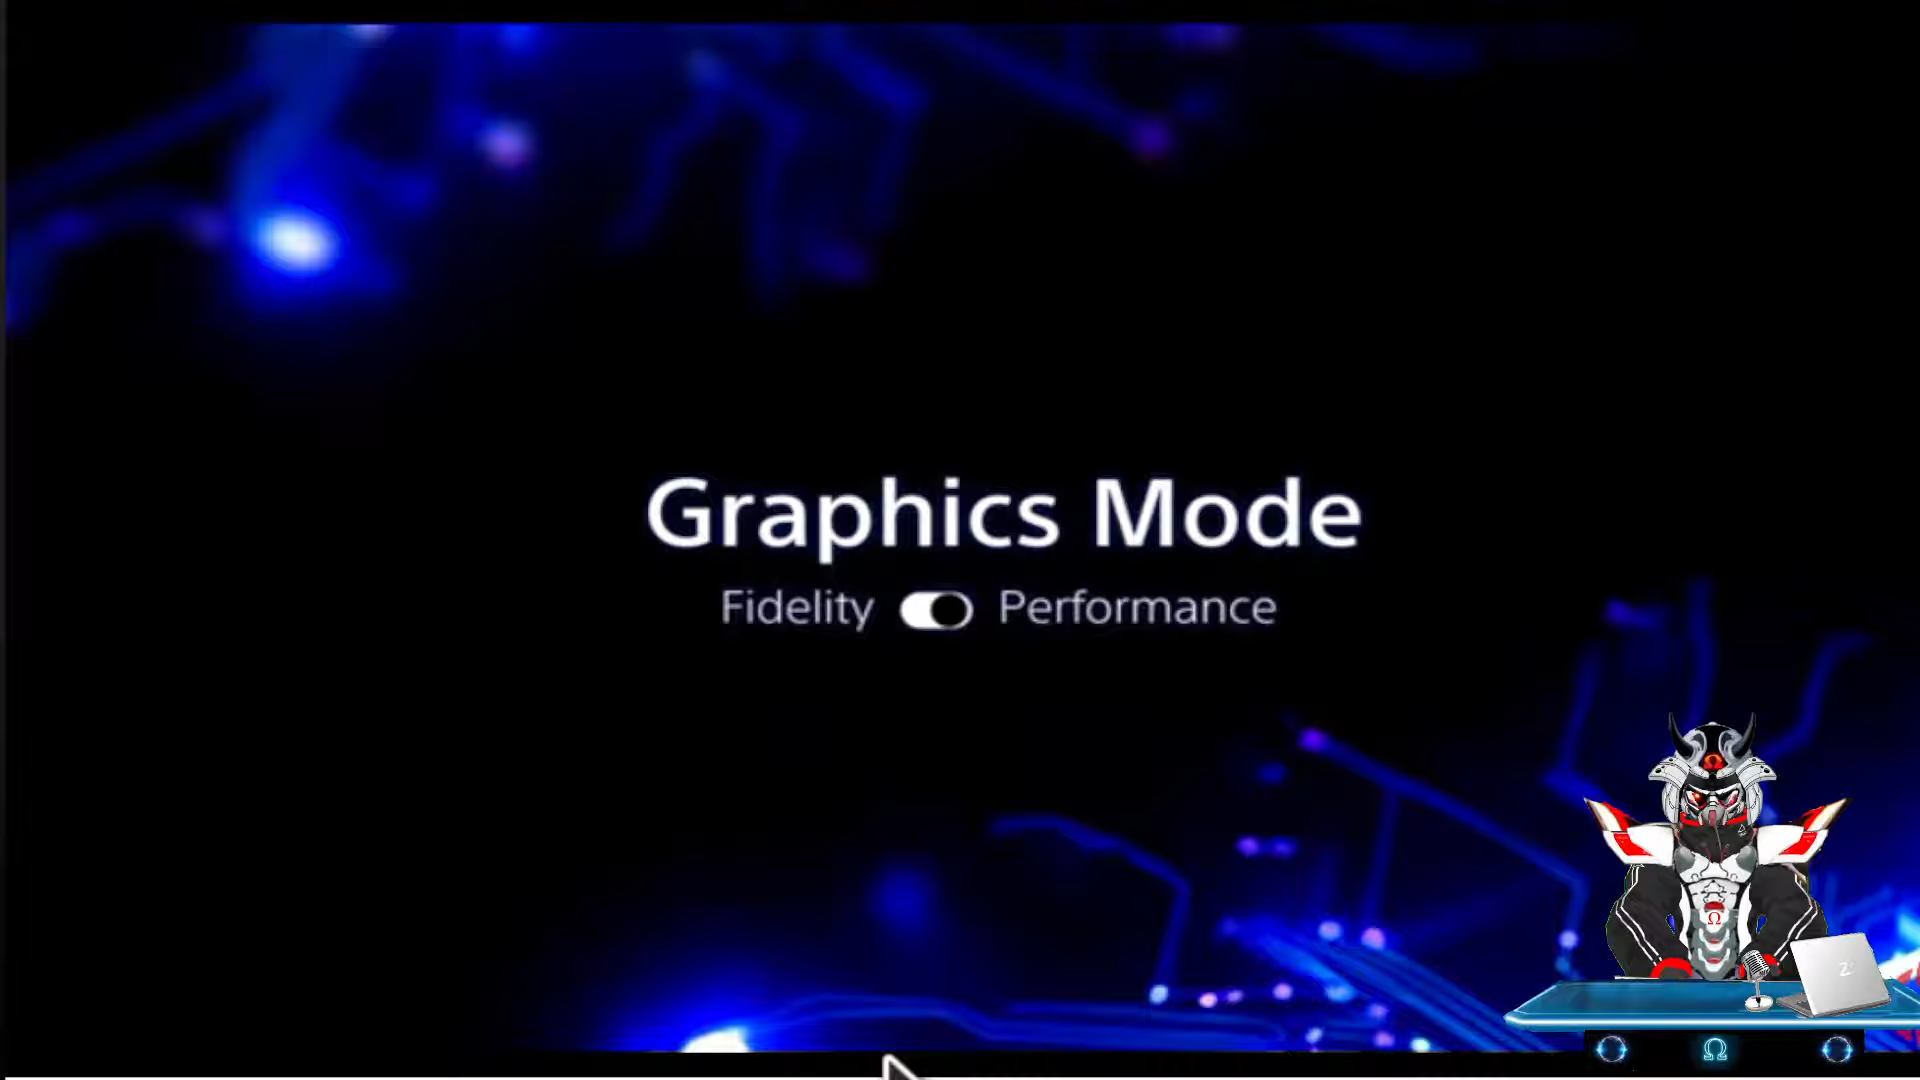 Graphics Mode
Fidelity Performance
Ω
Ω
Z
Ω